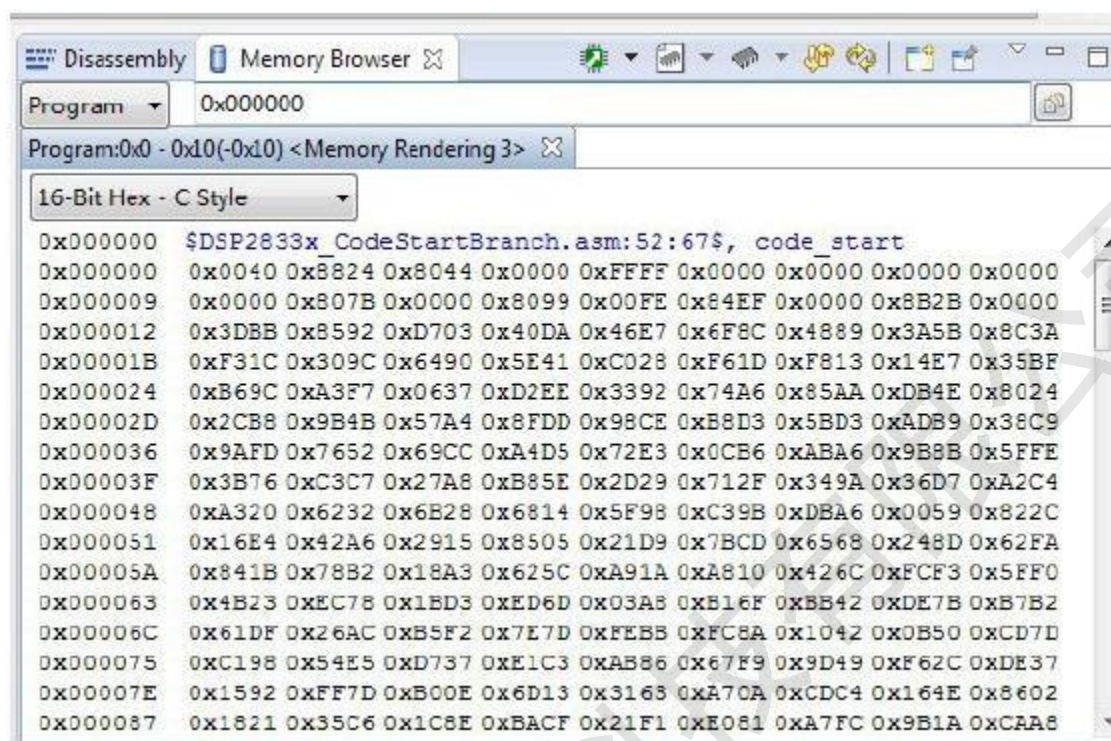 Disassembly Memory Browser
Program 0x000000
Program:0x0 - 0x10(-0x10) <Memory Rendering 3>
16-Bit Hex - C Style
0x000000 $DSP2833x_CodeStartBranch.asm:52:67$, code_start
0x000000 0x0040 0x8824 0x8044 0x0000 0xFFFF 0x0000 0x0000 0x0000 0x0000
0x000009 0x0000 0x807B 0x0000 0x8099 0x00FE 0x84EF 0x0000 0x8B2B 0x0400
0x000012 0x3DBB 0x8592 0xD703 0x40DA 0x46E7 0x6F8C 0x4889 0x3A5B 0x8C3A
0x00001B 0xF31C 0x309C 0x6490 0x5E41 0xC028 0xF61D 0xF813 0x14E7 0x35BF
0x000024 0xB69C 0xA3F7 0x0637 0xD2EE 0x3392 0x74A6 0x85AA 0xDB4E 0x8024
0x00002D 0x2CB8 0x9B4B 0x57A4 0x8FDD 0x98CE 0xB8D3 0x5BD3 0xADB9 0x38C9
0x000036 0x9AFD 0x7652 0x69CC 0xA4D5 0x72E3 0x0CB6 0xABA6 0x9B8B 0x5FFE
0x00003F 0x3B76 0xC3C7 0x27A8 0xB85E 0x2D29 0x712F 0x349A 0x36D7 0xA2C4
0x000048 0xA320 0x6232 0x6B28 0x6814 0x5F98 0xC39B 0xDBA6 0x0059 0x822C
0x000051 0x16E4 0x42A6 0x2915 0x8505 0x21D9 0x7BCD 0x6568 0x248D 0x62FA
0x00005A 0x841B 0x78B2 0x18A3 0x625C 0xA91A 0xA810 0x426C 0xFCF3 0x5FF0
0x000063 0x4B23 0xEC78 0x1BD3 0xED6D 0x03A8 0xB16F 0xBB42 0xDE7B 0xB7B2
0x00006C 0x61DF 0x26AC 0xB5F2 0x7E7D 0xFEBB 0xFC8A 0x1042 0x0B50 0xCD7D
0x000075 0xC198 0x54E5 0xD737 0xE1C3 0xAB86 0x67F9 0x9D49 0xF62C 0xDE37
0x00007E 0x1592 0xFF7D 0xB00E 0x6D13 0x3163 0xA70A 0xCDC4 0x164E 0x8602
0x000087 0x1821 0x35C6 0x1C8E 0xBACF 0x21F1 0xE081 0xA7FC 0x9B1A 0xCAA8